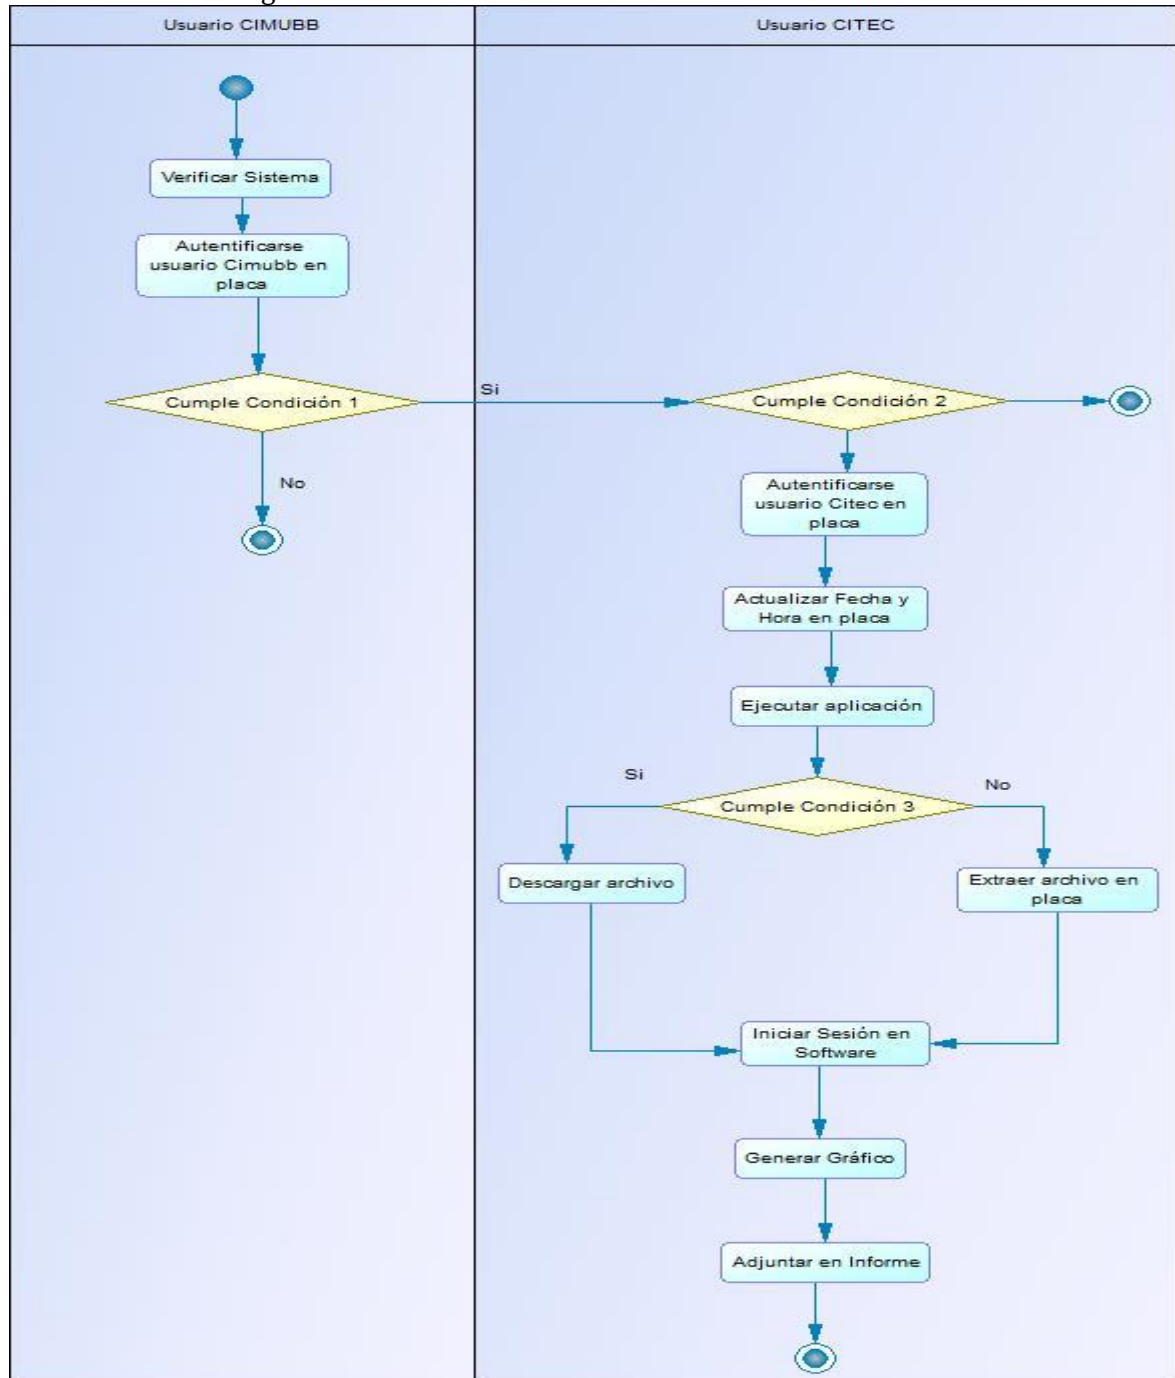 Usuario CIMUBB
Usuario CITEC
Verificar Sistema
Autentificarse
usuario Cimubb en
placa
Cumple Condición 1
Si
Cumple Condición 2
No
Autentificarse
usuario Citec en
placa
Actualizar Fecha y
Hora en placa
Ejecutar aplicación
Si
No
Cumple Condición 3
Descargar archivo
Extraer archivo en
placa
Iniciar Sesión en
Software
Generar Gráfico
Adjuntar en Informe